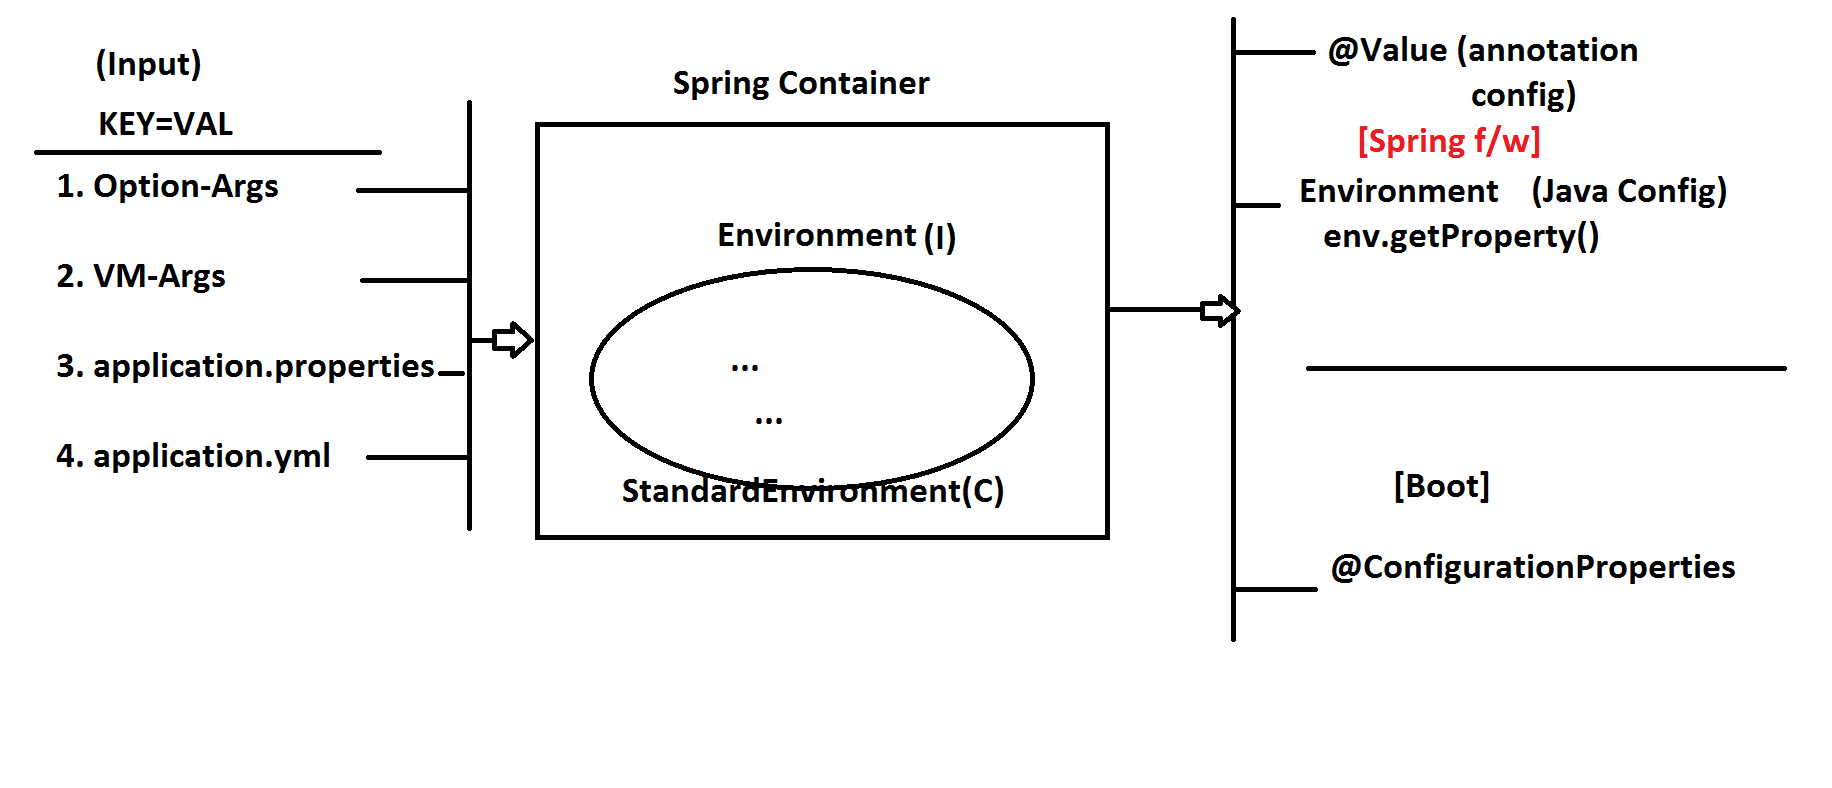 (Input)
KEY=VAL
1. Option-Args
2. VM-Args
3. application.properties
4. application.yml
Spring Container
Environment (I)
...
...
StandardEnvironment(C)
@Value (annotation
config)
[Spring f/w]
Environment (Java Config)
env.getProperty()
[Boot]
@ConfigurationProperties